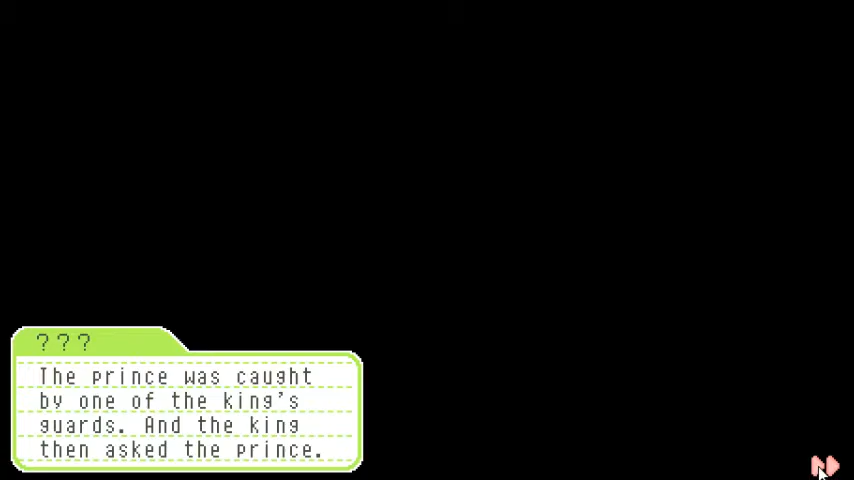 ???
The prince was caught
by one of the king's
guards. And the king
then asked the prince.